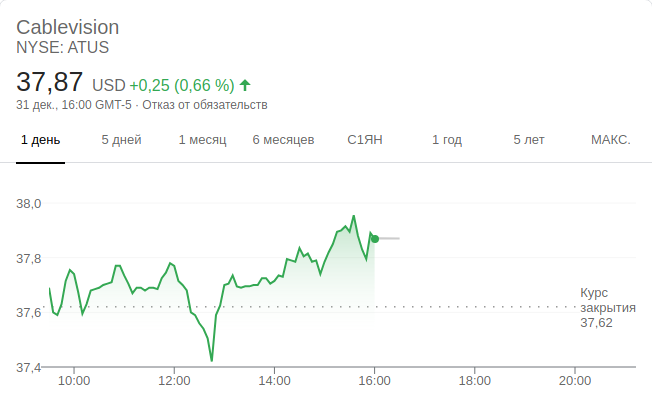 Cablevision
NYSE: ATUS
37,87 USD +0,25 (0,66 %)
31 дек., 16:00 GMT-5 · Отказ от обязательств
1 день 5 дней 1 месяц 6 месяцев С1ЯН 1 год 5 лет МАКС.
38,0
37,8
37,6
37,4
Курс
закрытия
37,62
10:00 12:00 14:00 16:00 18:00 20:00